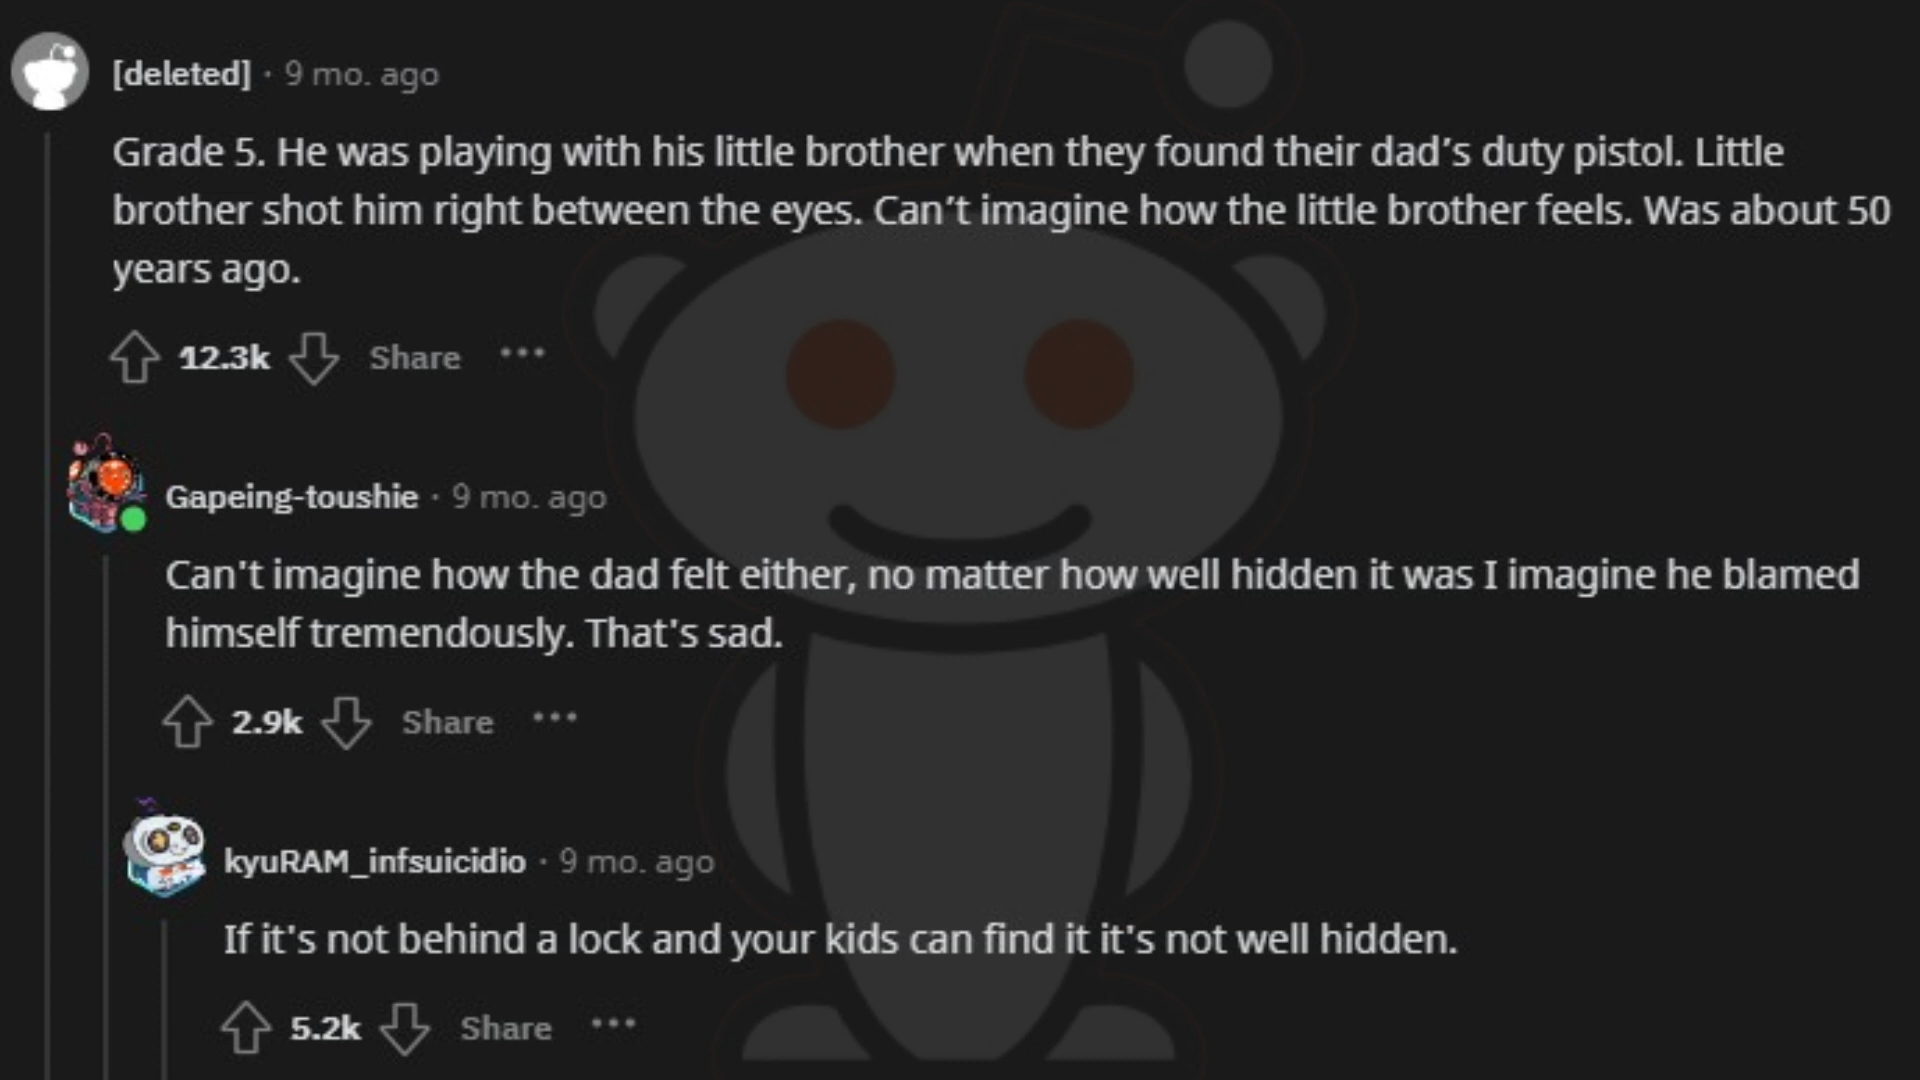 [deleted] · 9 mo. ago
Grade 5. He was playing with his little brother when they found their dad’s duty pistol. Little
brother shot him right between the eyes. Can’t imagine how the little brother feels. Was about 50
years ago.
12.3k Share ···
Gapeing-toushie · 9 mo. ago
Can't imagine how the dad felt either, no matter how well hidden it was I imagine he blamed
himself tremendously. That's sad.
2.9k Share ···
kyuRAM_infsuicidio · 9 mo. ago
If it's not behind a lock and your kids can find it it's not well hidden.
5.2k Share ···